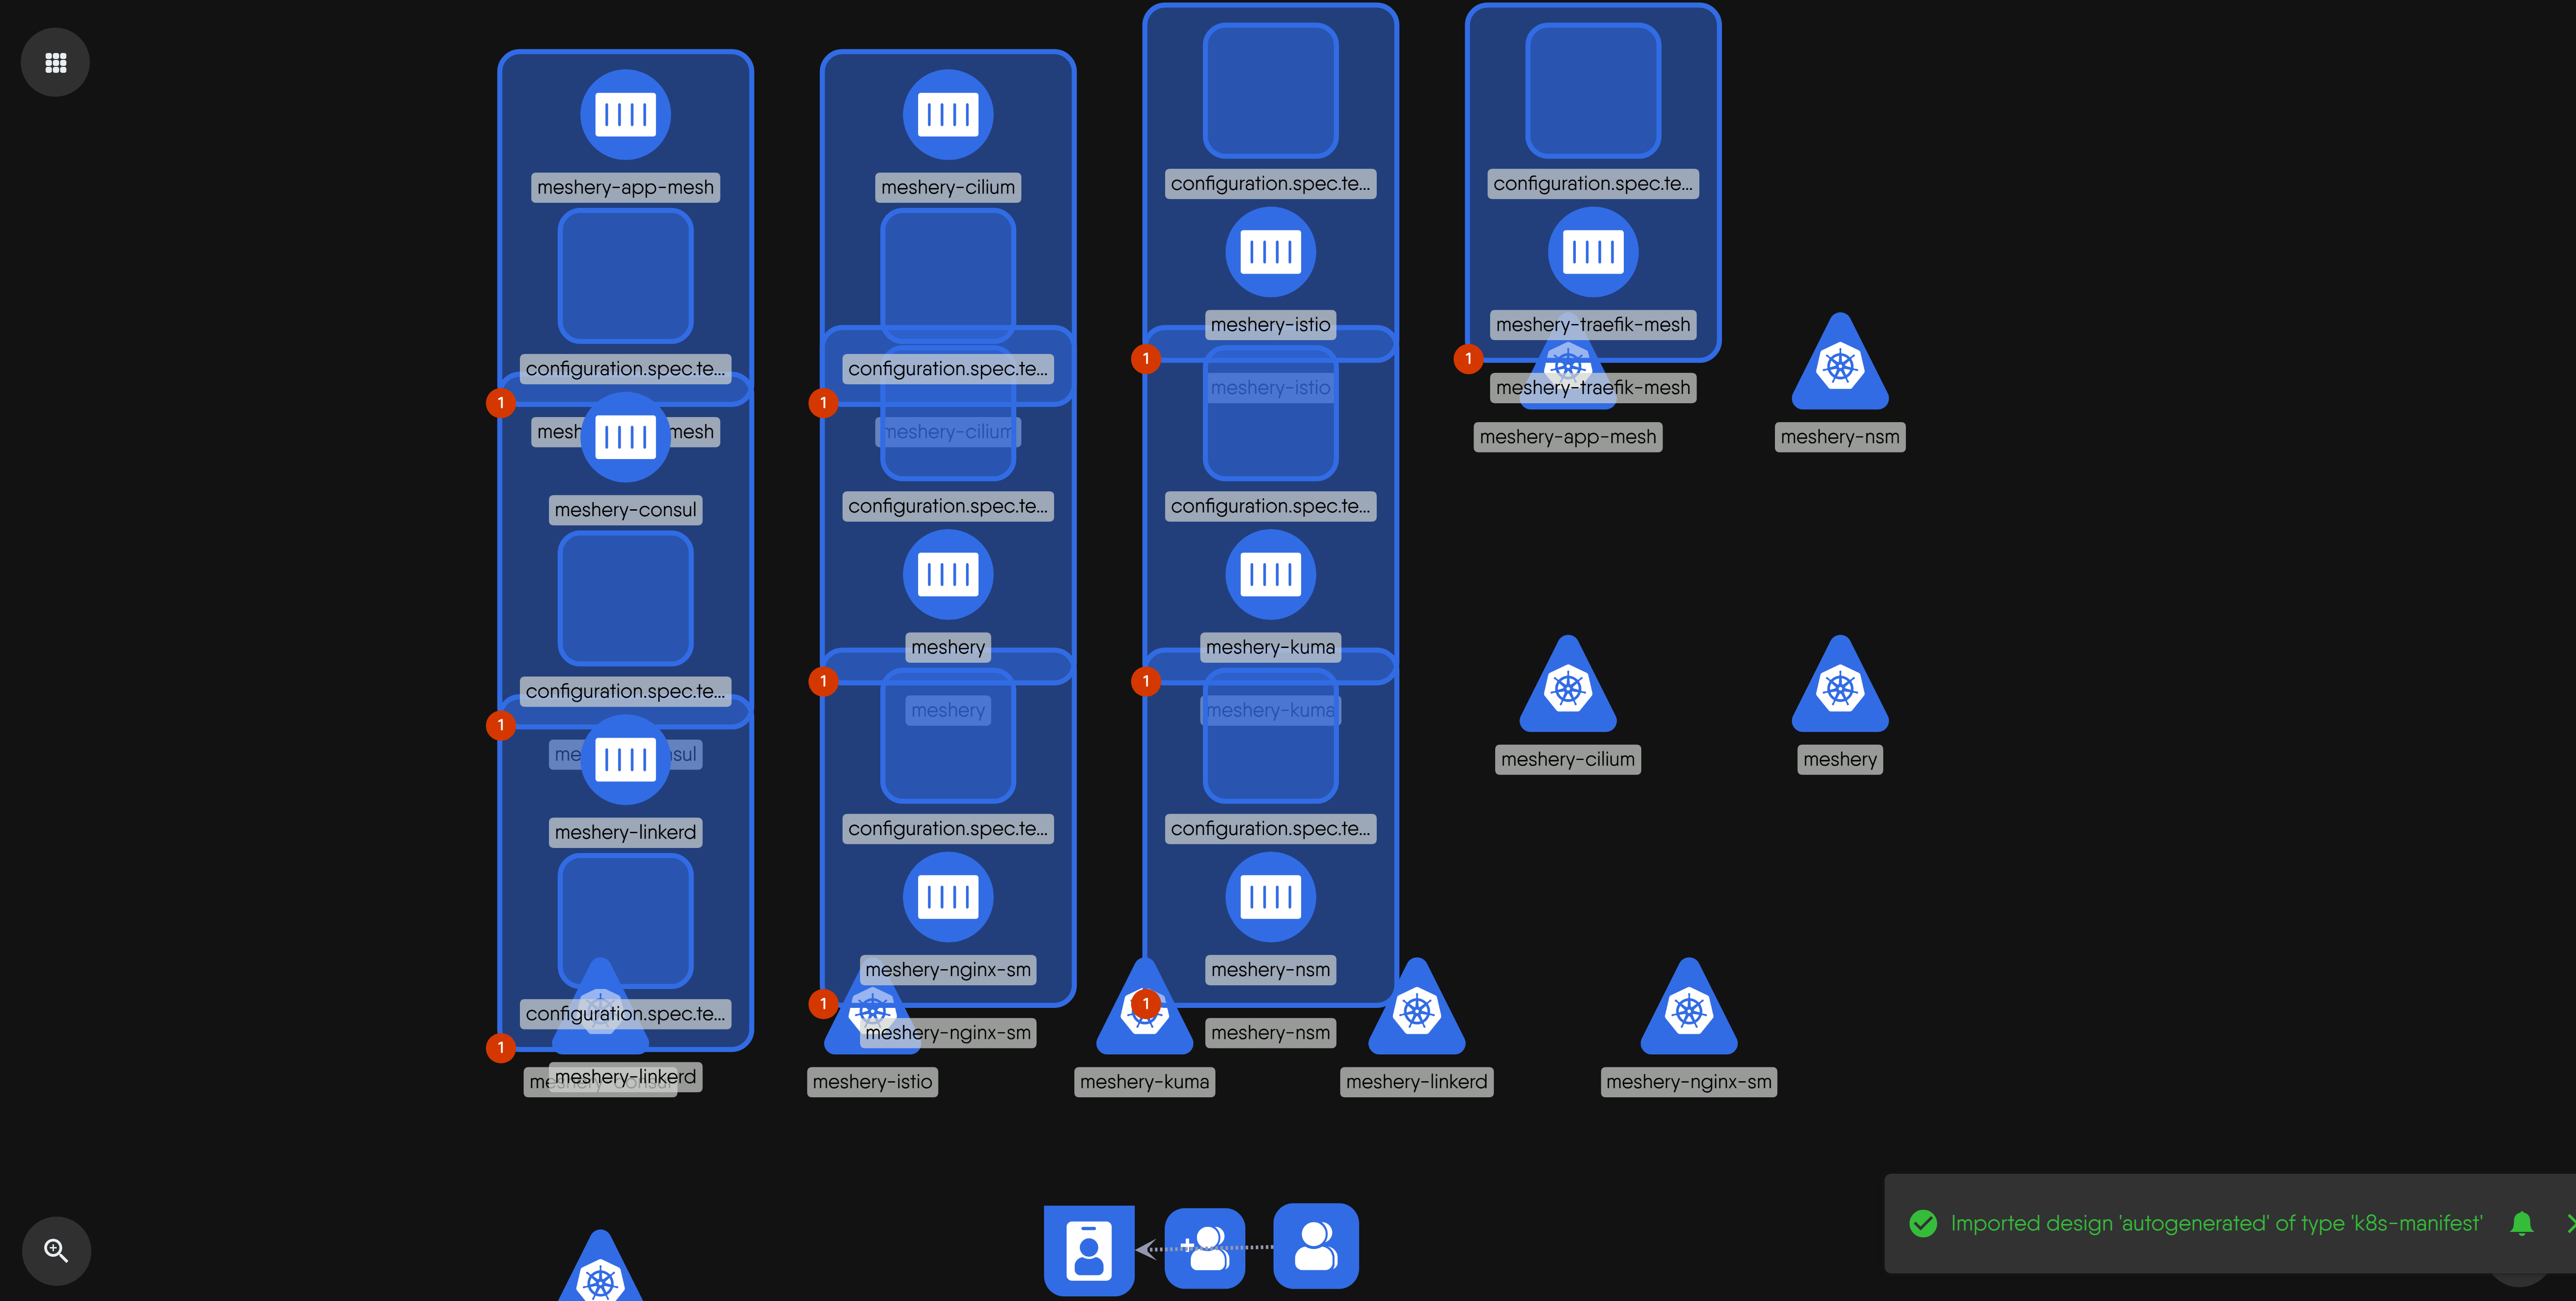 meshery-app-mesh
configuration.spec.te...
1
mesh mesh
meshery-consul
configuration.spec.te...
1
me sul
meshery-linkerd
configuration.spec.te...
1
meshery-linkerd
meshery-cilium
configuration.spec.te...
1
meshery-cilium
configuration.spec.te...
meshery
1
meshery
configuration.spec.te...
meshery-nginx-sm
1
meshery-nginx-sm
meshery-istio
configuration.spec.te...
meshery-istio
1
meshery-istio
configuration.spec.te...
meshery-kuma
1
meshery-kuma
configuration.spec.te...
meshery-nsm
1
meshery-nsm
meshery-kuma
meshery-linkerd
configuration.spec.te...
meshery-traefik-mesh
1
meshery-traefik-mesh
meshery-app-mesh
meshery-nsm
meshery-cilium
meshery
meshery-nginx-sm
Imported design 'autogenerated' of type 'k8s-manifest'